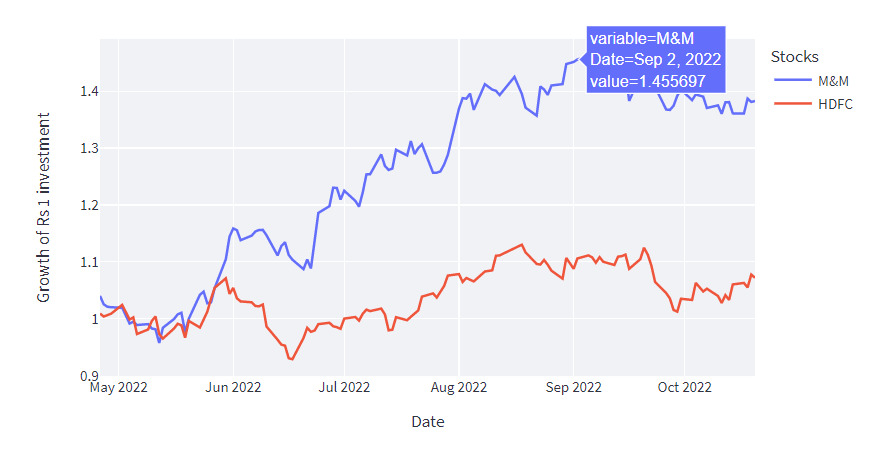 variable=M&M
Date=Sep 2, 2022
value=1.455697
Stocks
M&M
HDFC
Growth of Rs 1 investment
1.4
1.3
1.2
1.1
1
0.9
May 2022
Jun 2022
Jul 2022
Aug 2022
Sep 2022
Oct 2022
Date